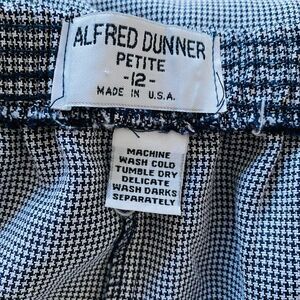 ALFRED DUNNER
PETITE
-12-
MADE IN U.S.A.
MACHINE
WASH COLD
TUMBLE DRY
DELICATE
WASH DARKS
SEPARATELY